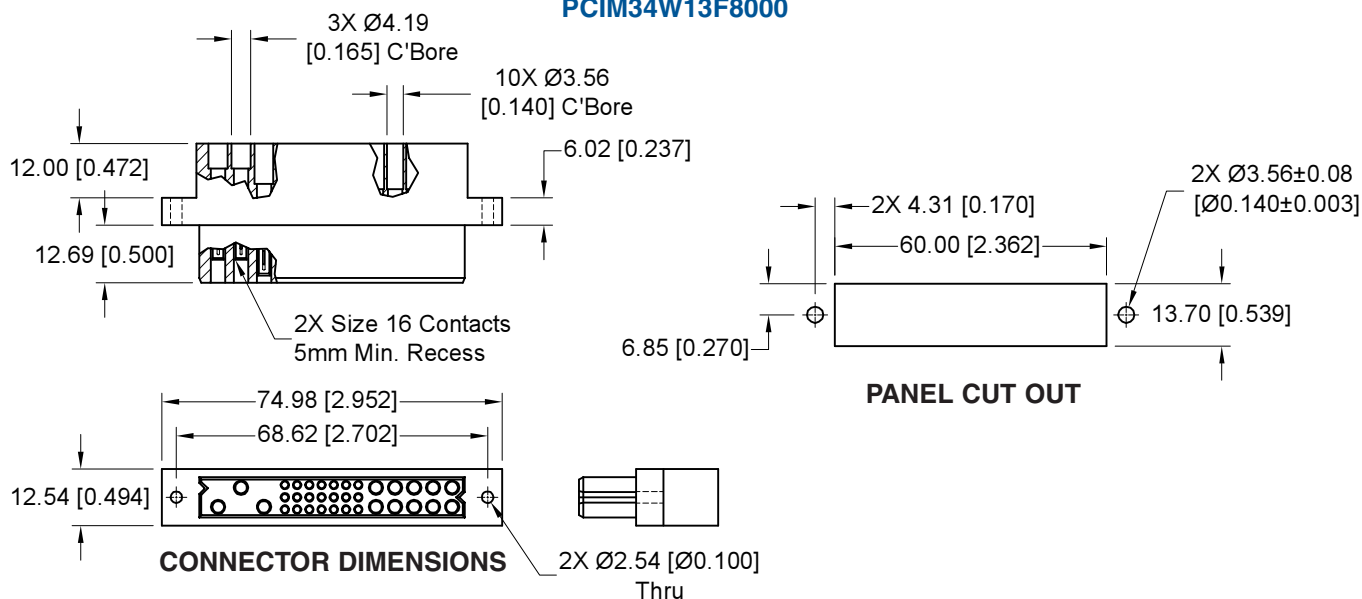 PCIM34W13F8000
3X Ø4.19
[0.165] C'Bore
10X Ø3.56
[0.140] C'Bore
12.00 [0.472]
6.02 [0.237]
12.69 [0.500]
2X Size 16 Contacts
5mm Min. Recess
2X Ø3.56±0.08
[Ø0.140±0.003]
2X 4.31 [0.170]
60.00 [2.362]
13.70 [0.539]
6.85 [0.270]
PANEL CUT OUT
74.98 [2.952]
68.62 [2.702]
12.54 [0.494]
CONNECTOR DIMENSIONS
2X Ø2.54 [Ø0.100]
Thru